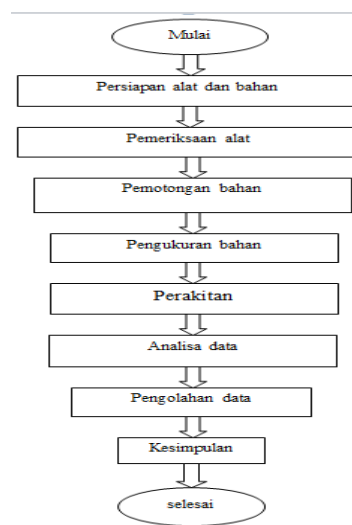 Mulai
Persiapan alat dan bahan
Pemeriksaan alat
Pemotongan bahan
Pengukuran bahan
Perakitan
Analisa data
Pengolahan data
Kesimpulan
selesai